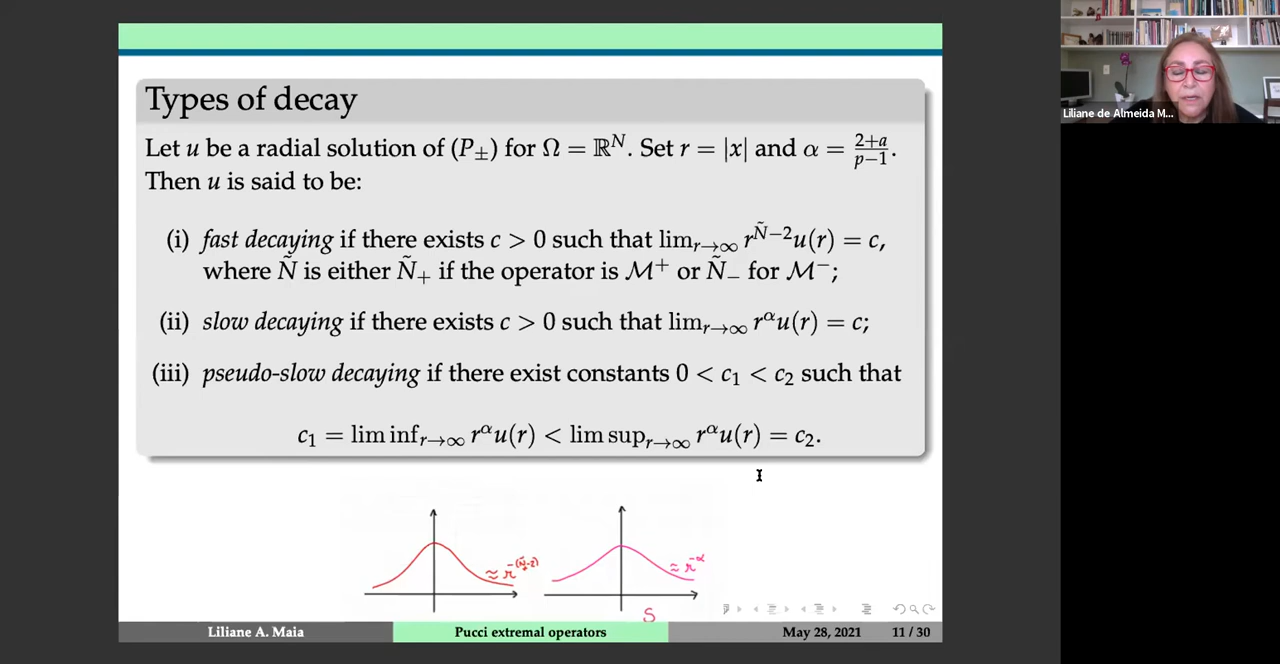 Types of decay
Let u be a radial solution of (P±) for Ω = ℝᴺ. Set r = |x| and α = (2+a)/(p−1).
Then u is said to be:
(i) fast decaying if there exists c > 0 such that lim_{r→∞} r^{Ñ−2}u(r) = c,
where Ñ is either Ñ₊ if the operator is ℳ⁺ or Ñ₋ for ℳ⁻;
(ii) slow decaying if there exists c > 0 such that lim_{r→∞} r^α u(r) = c;
(iii) pseudo-slow decaying if there exist constants 0 < c₁ < c₂ such that
c₁ = lim inf_{r→∞} r^α u(r) < lim sup_{r→∞} r^α u(r) = c₂.
≈ r^{-(Ñ-2)}
≈ r^{-α}
S
Liliane A. Maia
Pucci extremal operators
May 28, 2021
11 / 30
Liliane de Almeida M...